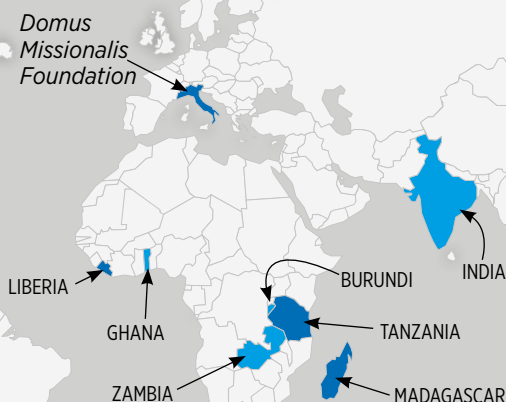 Domus
Missionalis
Foundation
INDIA
BURUNDI
LIBERIA
GHANA
TANZANIA
ZAMBIA
MADAGASCAR